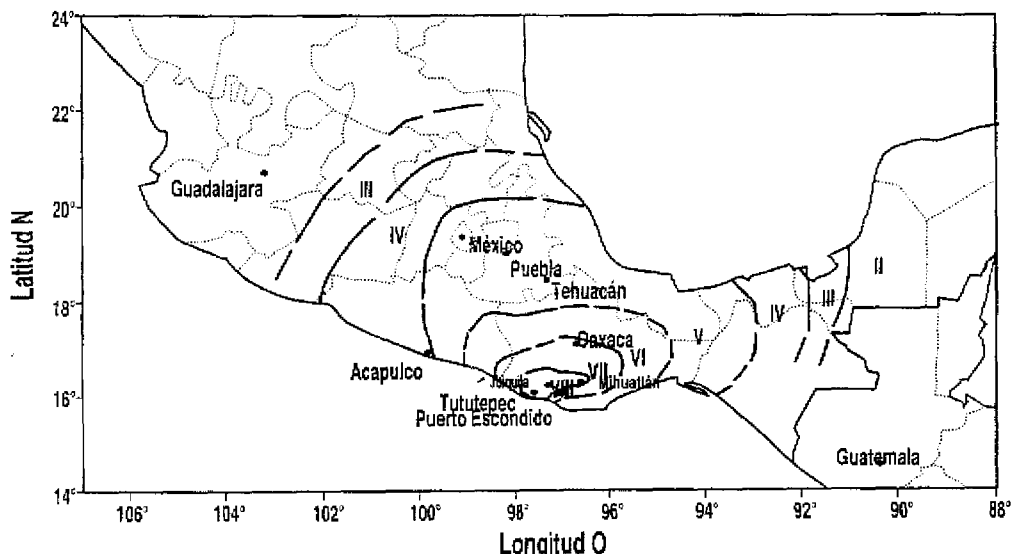 24°
22°
20°
18°
16°
14°
Latitud N
Guadalajara
III
IV
México
Puebla
Tehuacán
II
III
IV
V
Oaxaca
VI
VII
Acapulco
Juquila
Mihuatlán
VIII
Tututepec
Puerto Escondido
Guatemala
106°
104°
102°
100°
98°
96°
94°
92°
90°
88°
Longitud O